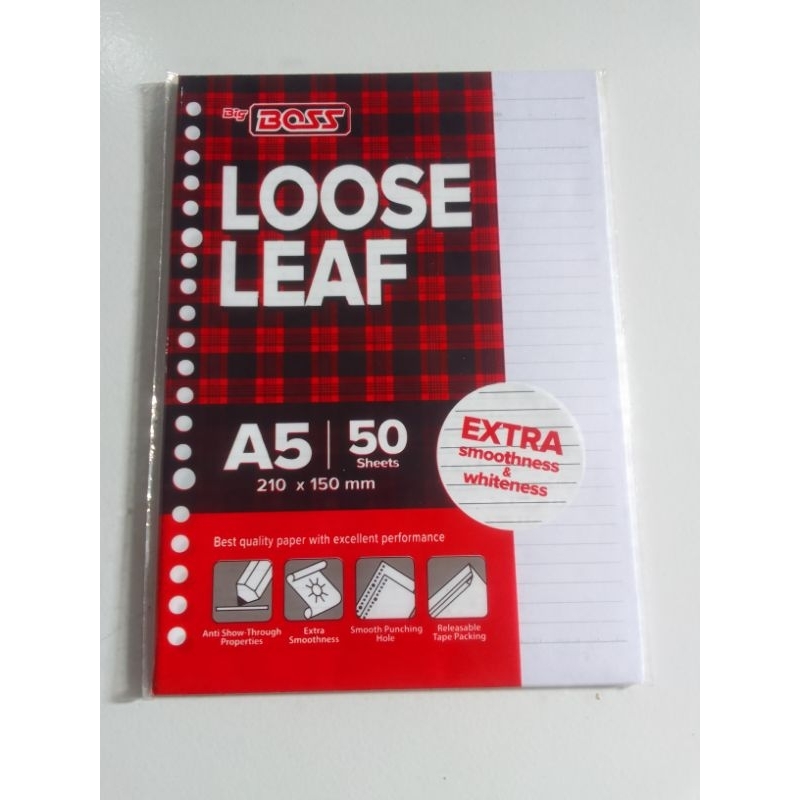 Big BOSS
LOOSE
LEAF
A5 | 50
Sheets
210 x 150 mm
EXTRA
smoothness
&
whiteness
Best quality paper with excellent performance
Anti Show-Through
Properties
Extra
Smoothness
Smooth Punching
Hole
Releasable
Tape Packing